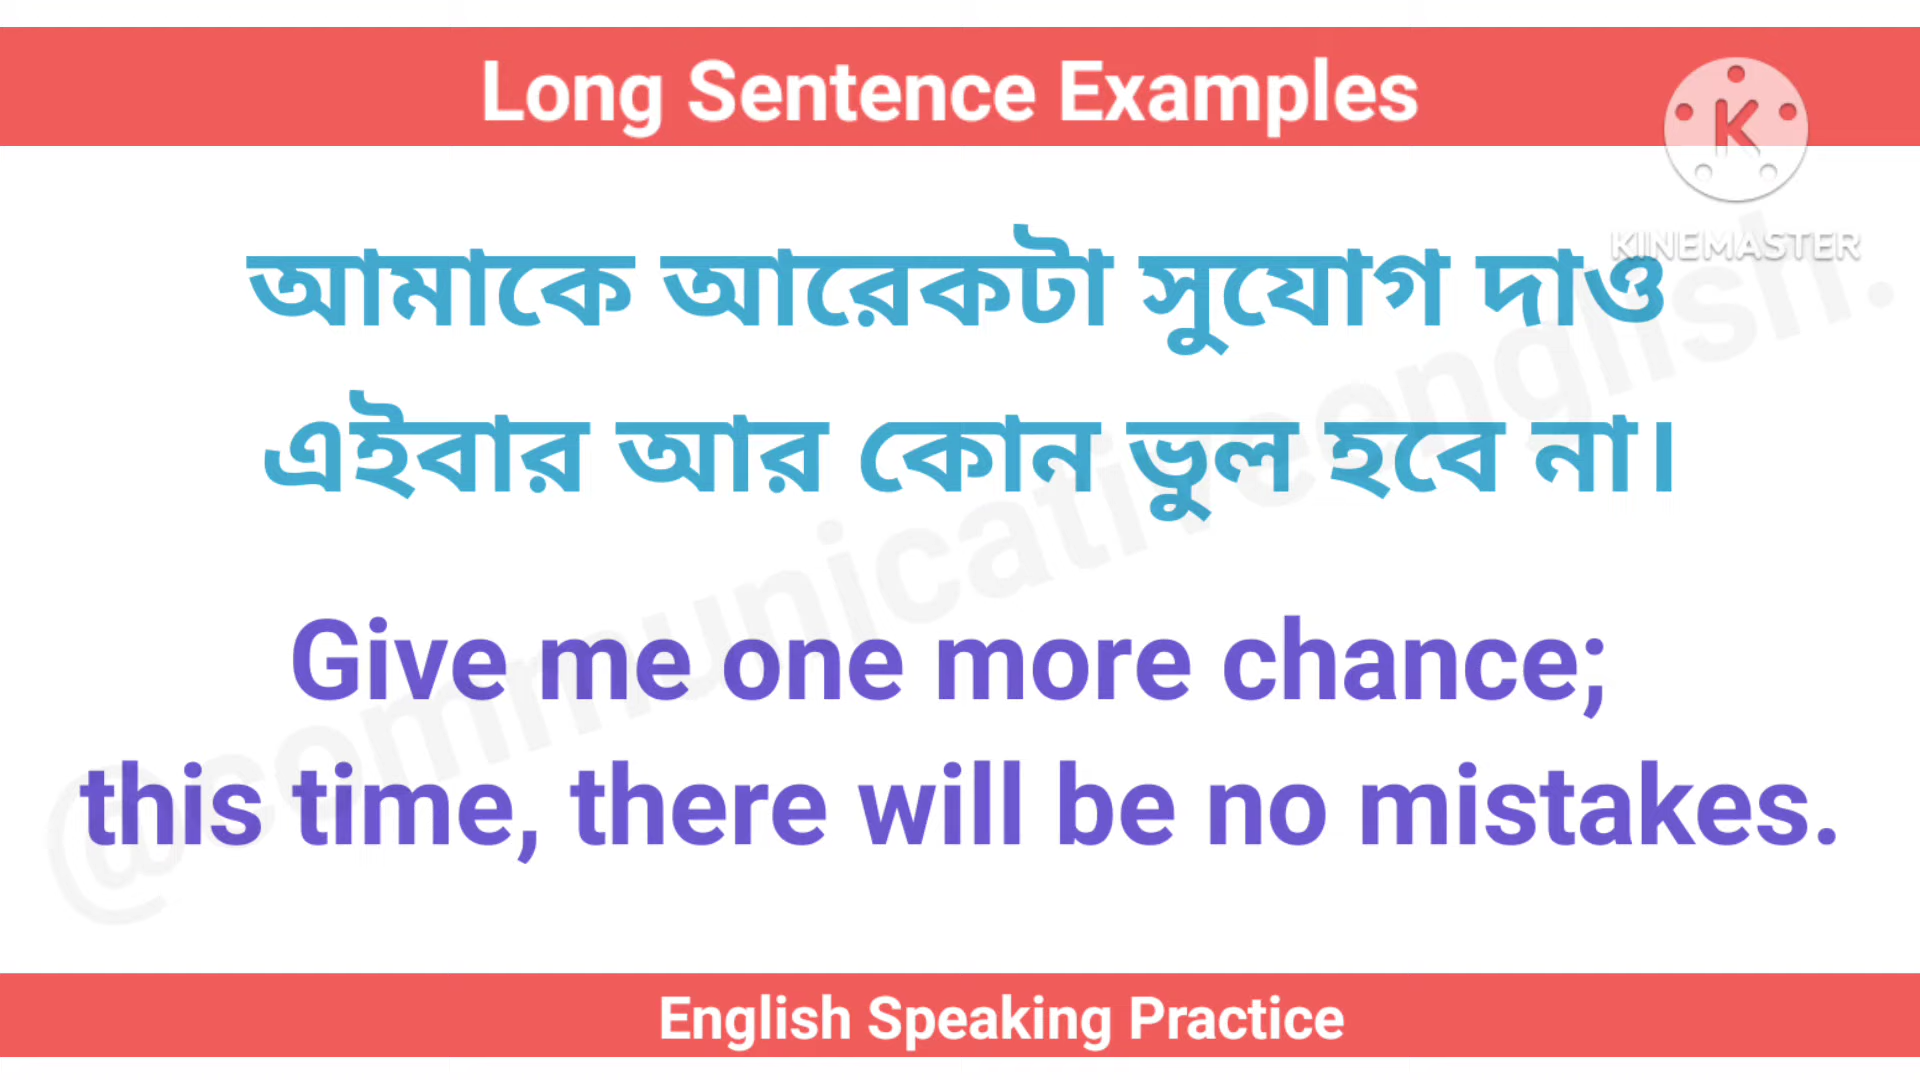 Long Sentence Examples
K
KINEMASTER
আমাকে আরেকটা সুযোগ দাও
এইবার আর কোন ভুল হবে না।
Give me one more chance;
this time, there will be no mistakes.
@communicativeenglish.
English Speaking Practice